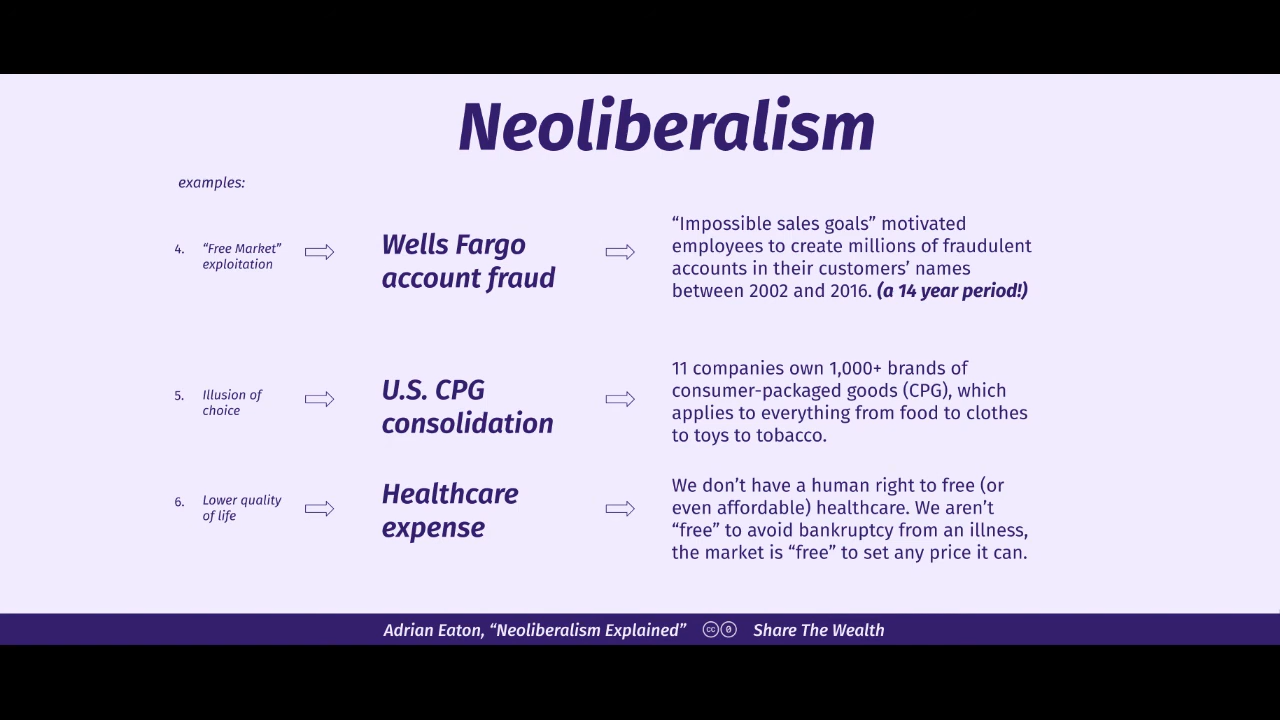 Neoliberalism
examples:
4. “Free Market”
exploitation
Wells Fargo
account fraud
“Impossible sales goals” motivated
employees to create millions of fraudulent
accounts in their customers’ names
between 2002 and 2016. (a 14 year period!)
5. Illusion of
choice
U.S. CPG
consolidation
11 companies own 1,000+ brands of
consumer-packaged goods (CPG), which
applies to everything from food to clothes
to toys to tobacco.
6. Lower quality
of life
Healthcare
expense
We don’t have a human right to free (or
even affordable) healthcare. We aren’t
“free” to avoid bankruptcy from an illness,
the market is “free” to set any price it can.
Adrian Eaton, “Neoliberalism Explained” cc 0 Share The Wealth